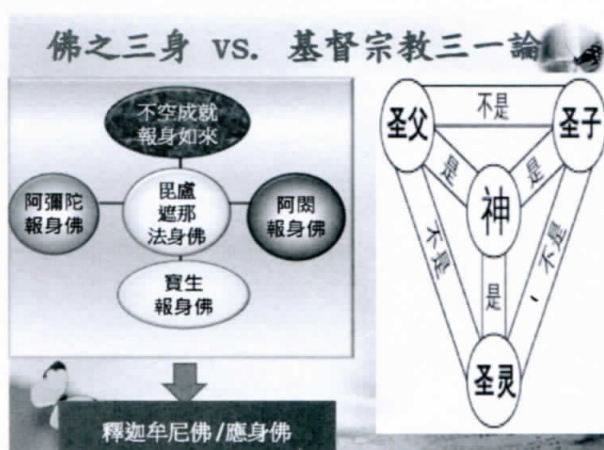 佛之三身 vs. 基督宗教三一論
不空成就
報身如來
阿彌陀
報身佛
毘盧
遮那
法身佛
阿閦
報身佛
寶生
報身佛
釋迦牟尼佛/應身佛
圣父
不是
圣子
是
是
神
不是
不是
是
圣灵